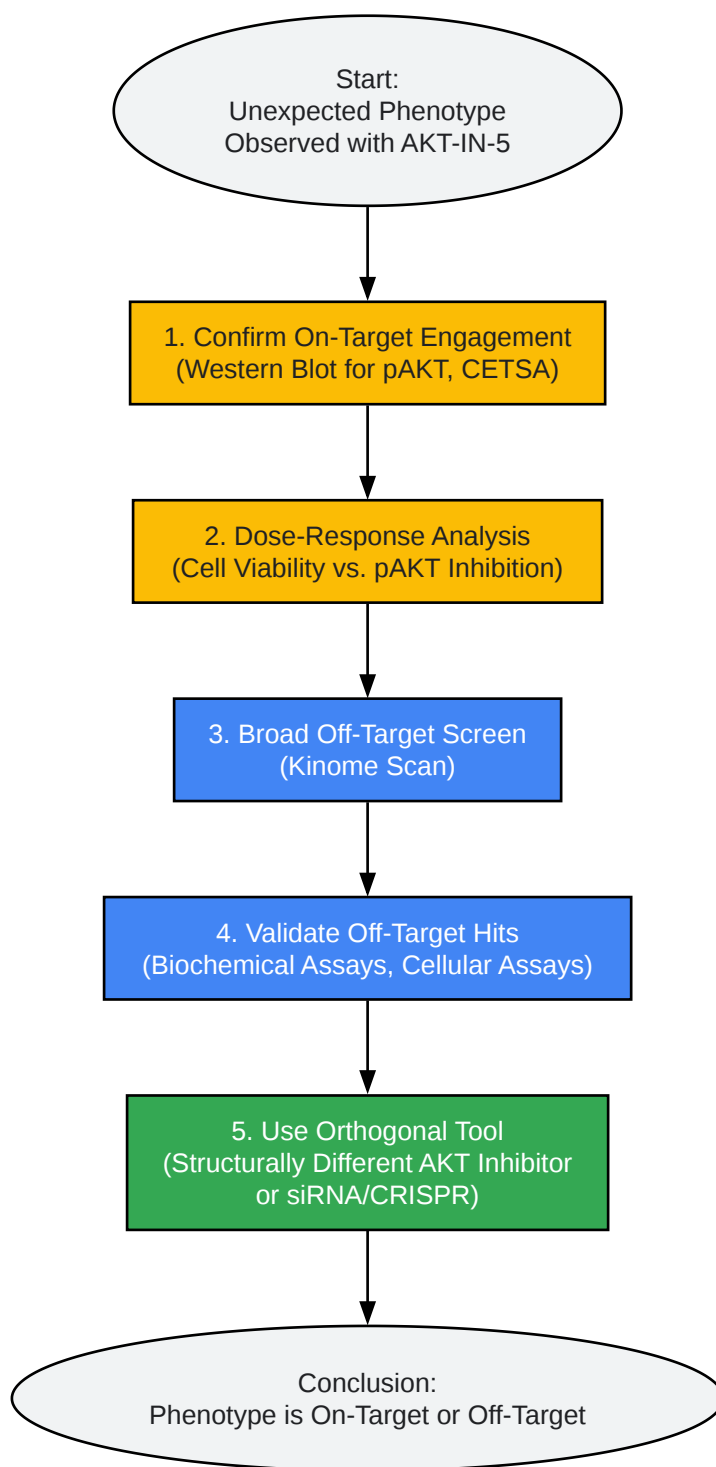 Start:
Unexpected Phenotype
Observed with AKT-IN-5
1. Confirm On-Target Engagement
(Western Blot for pAKT, CETSA)
2. Dose-Response Analysis
(Cell Viability vs. pAKT Inhibition)
3. Broad Off-Target Screen
(Kinome Scan)
4. Validate Off-Target Hits
(Biochemical Assays, Cellular Assays)
5. Use Orthogonal Tool
(Structurally Different AKT Inhibitor
or siRNA/CRISPR)
Conclusion:
Phenotype is On-Target or Off-Target